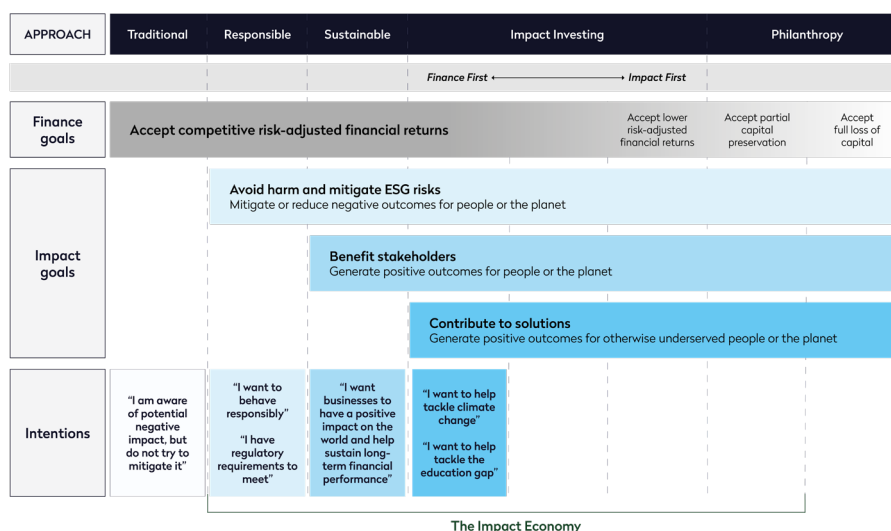 APPROACH
Traditional
Responsible
Sustainable
Impact Investing
Philanthropy
Finance First
Impact First
Finance
goals
Accept competitive risk-adjusted financial returns
Accept lower
risk-adjusted
financial returns
Accept partial
capital
preservation
Accept
full loss of
capital
Impact
goals
Avoid harm and mitigate ESG risks
Mitigate or reduce negative outcomes for people or the planet
Benefit stakeholders
Generate positive outcomes for people or the planet
Contribute to solutions
Generate positive outcomes for otherwise underserved people or the planet
Intentions
“I am aware
of potential
negative
impact, but
do not try to
mitigate it”
“I want to
behave
responsibly”
“I have
regulatory
requirements to
meet”
“I want
businesses to
have a positive
impact on the
world and help
sustain long-
term financial
performance”
“I want to help
tackle climate
change”
“I want to help
tackle the
education gap”
The Impact Economy